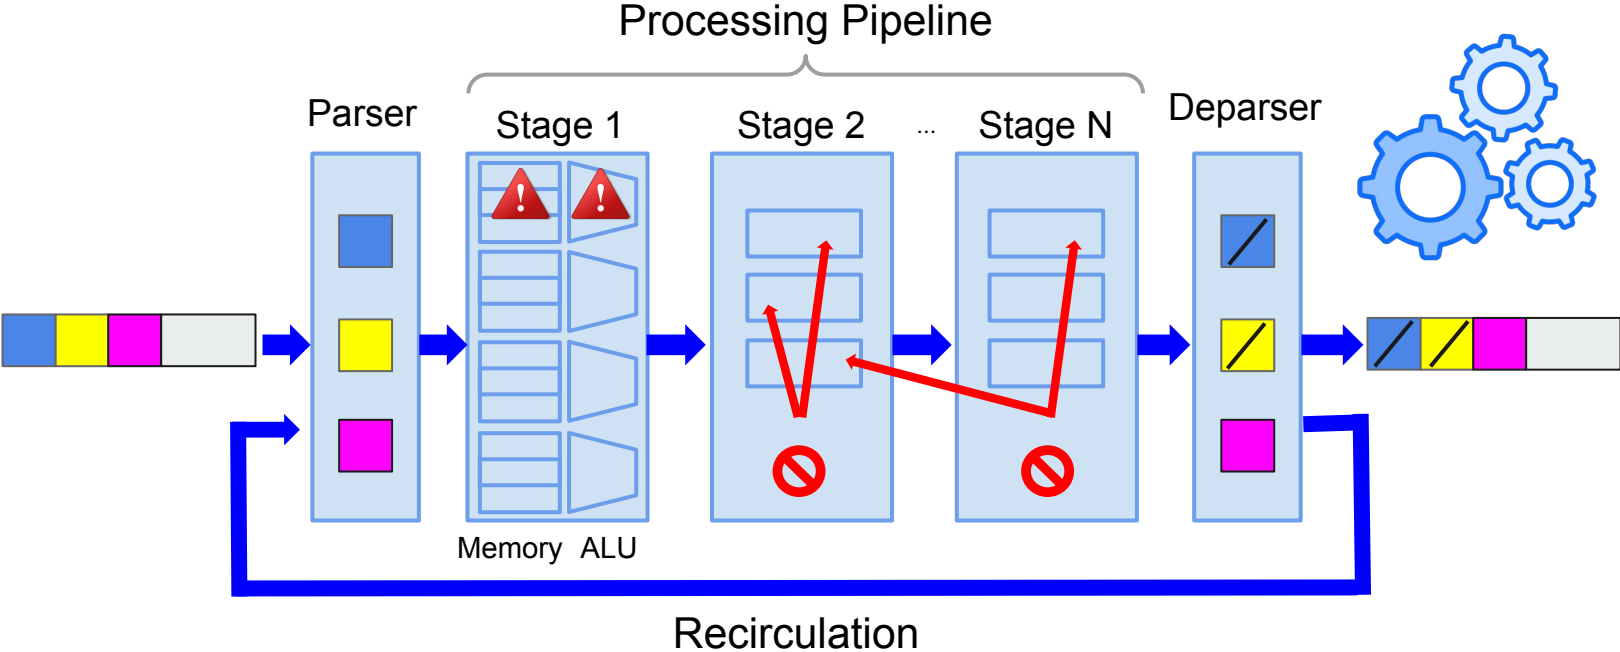 Processing Pipeline
Parser
Stage 1
Stage 2
...
Stage N
Deparser
!
!
Memory
ALU
Recirculation